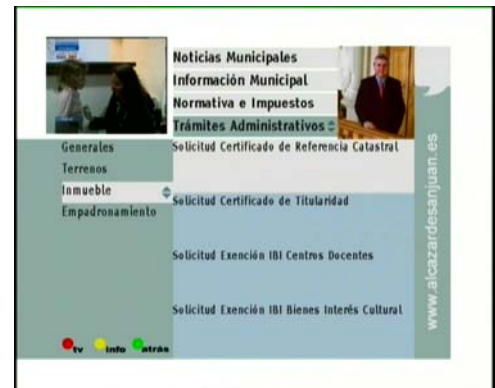 Noticias Municipales
Información Municipal
Normativa e Impuestos
Trámites Administrativos
Generales
Terrenos
Inmueble
Empadronamiento
Solicitud Certificado de Referencia Catastral
Solicitud Certificado de Titularidad
Solicitud Exención IBI Centros Docentes
Solicitud Exención IBI Bienes Interés Cultural
tv info atrás
www.alcazardesanjuan.es